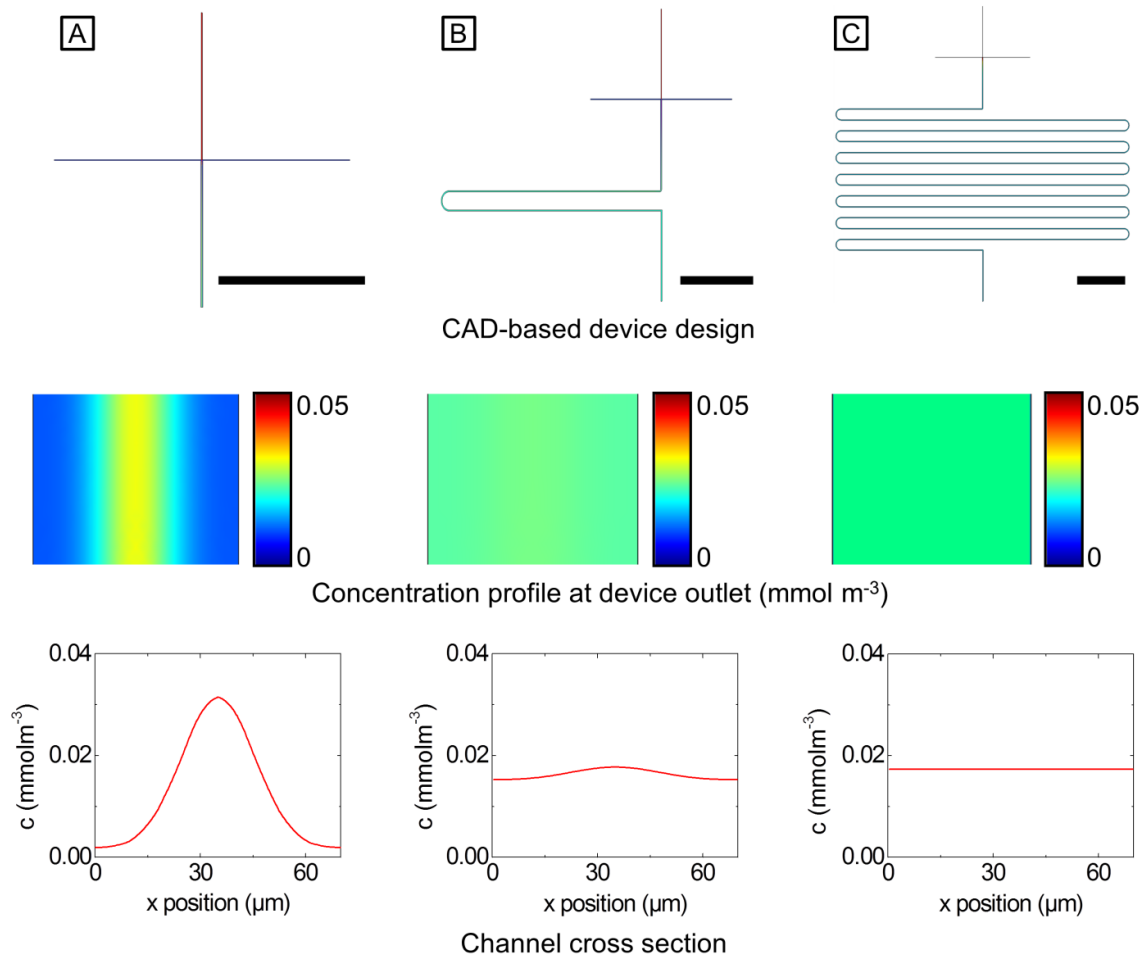 A
B
C
CAD-based device design
0.05
0
0.05
0
0.05
0
Concentration profile at device outlet (mmol m⁻³)
0.04
0.02
0.00
c (mmolm⁻³)
0 30 60
x position (µm)
0.04
0.02
0.00
c (mmolm⁻³)
0 30 60
x position (µm)
0.04
0.02
0.00
c (mmolm⁻³)
0 30 60
x position (µm)
Channel cross section